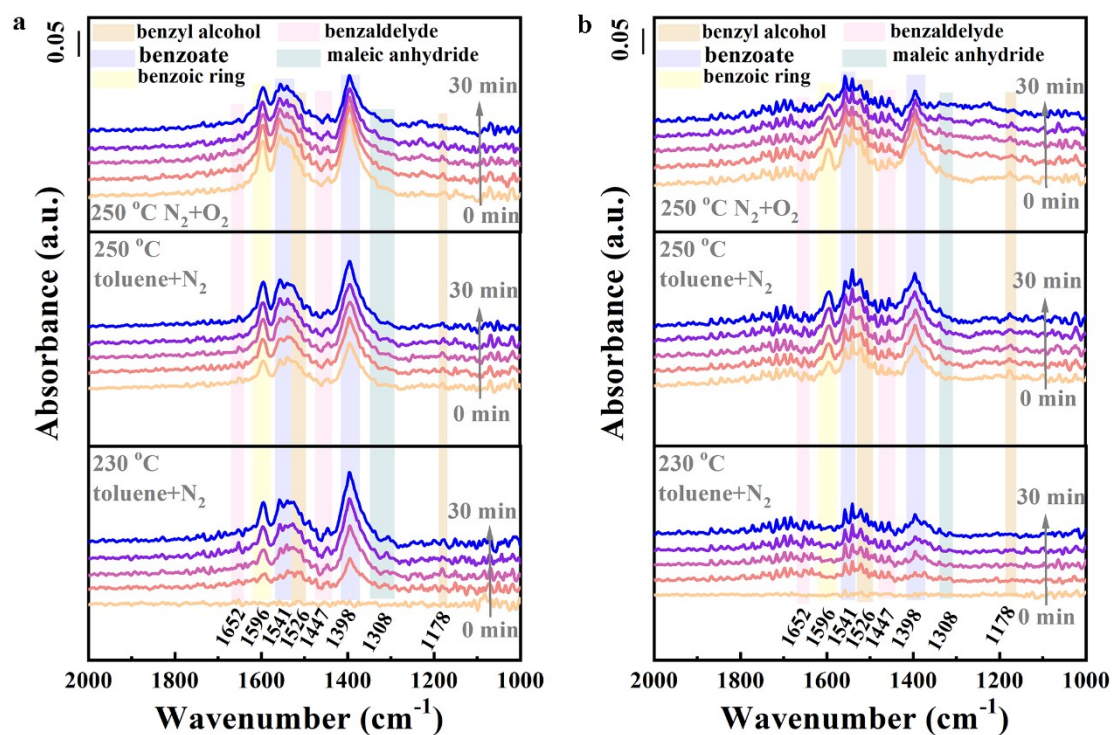 a
0.05
benzyl alcohol
benzaldelyde
benzoate
maleic anhydride
benzoic ring
30 min
0 min
250 °C N₂+O₂
250 °C
toluene+N₂
30 min
0 min
230 °C
toluene+N₂
30 min
0 min
1652
1596
1541
1526
1447
1398
1308
1178
2000
1800
1600
1400
1200
1000
Absorbance (a.u.)
Wavenumber (cm⁻¹)
b
0.05
benzyl alcohol
benzaldelyde
benzoate
maleic anhydride
benzoic ring
30 min
0 min
250 °C N₂+O₂
250 °C
toluene+N₂
30 min
0 min
230 °C
toluene+N₂
30 min
0 min
1652
1596
1541
1526
1447
1398
1308
1178
2000
1800
1600
1400
1200
1000
Absorbance (a.u.)
Wavenumber (cm⁻¹)